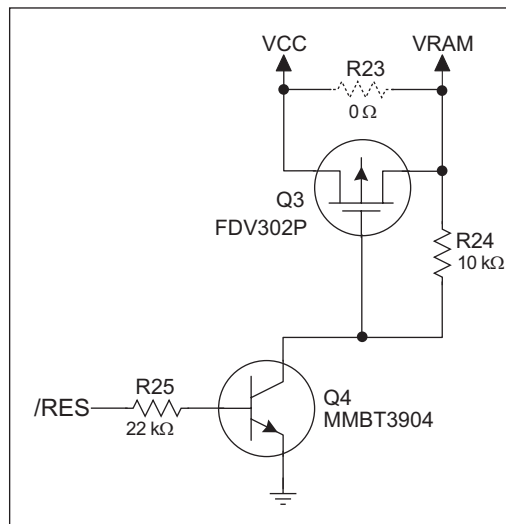 VCC
VRAM
R23
0 Ω
Q3
FDV302P
R24
10 kΩ
R25
/RES
22 kΩ
Q4
MMBT3904